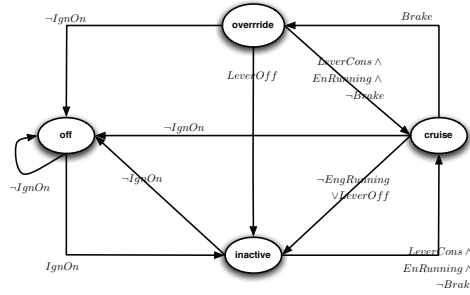 ¬IgnOn
overrride
Brake
LeverCons ∧
EnRunning ∧
¬Brake
LeverOff
off
¬IgnOn
cruise
¬IgnOn
¬IgnOn
¬EngRunning
∨LeverOff
IgnOn
inactive
LeverCons ∧
EnRunning ∧
¬Brake